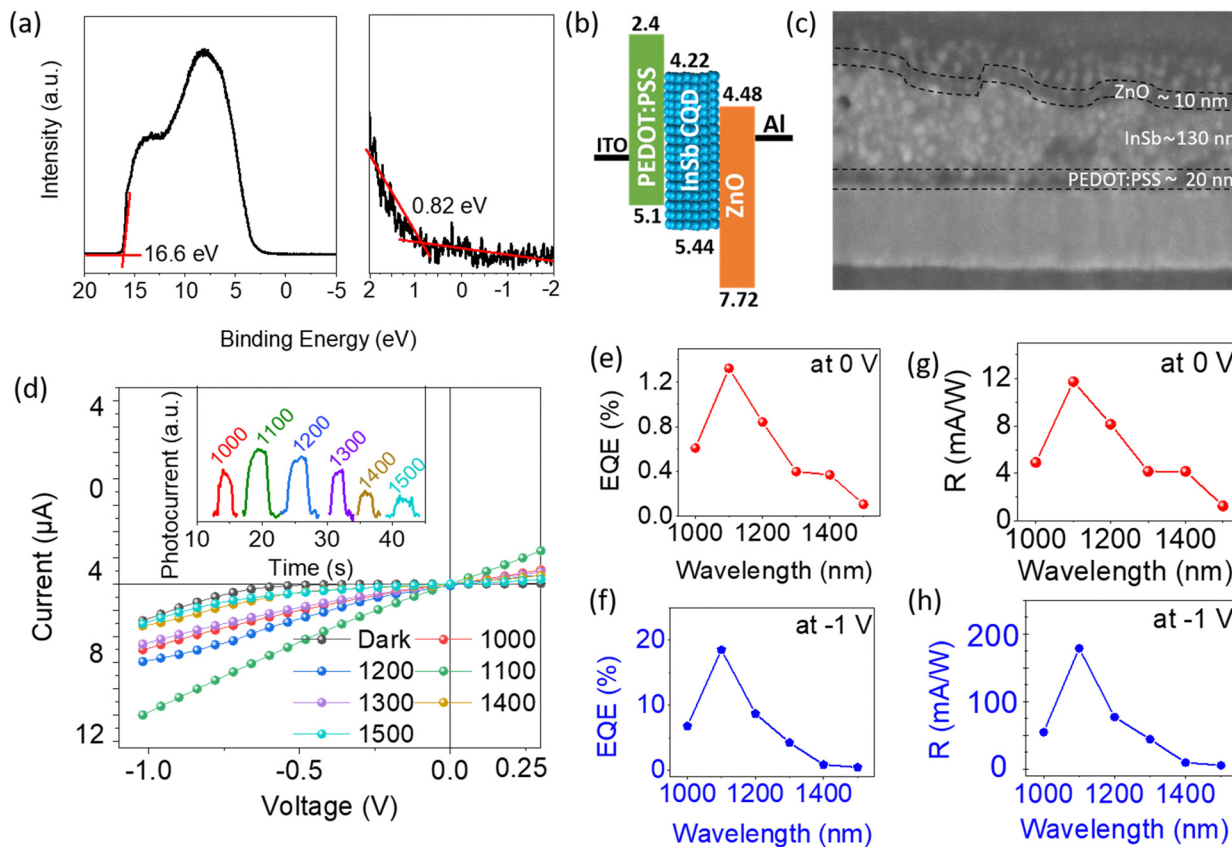 (a)
Intensity (a.u.)
16.6 eV
20 15 10 5 0 -5
0.82 eV
2 1 0 -1 -2
Binding Energy (eV)
(b)
2.4
4.22
4.48
ITO
PEDOT:PSS
InSb CQD
ZnO
Al
5.1
5.44
7.72
(c)
ZnO ~ 10 nm
InSb~130 nm
PEDOT:PSS ~ 20 nm
(d)
Current (µA)
4
0
4
8
12
Photocurrent (a.u.)
1000
1100
1200
1300
1400
1500
10 20 30 40
Time (s)
Dark 1000
1200 1100
1300 1400
1500
-1.0 -0.5 0.0 0.25
Voltage (V)
(e)
at 0 V
EQE (%)
1.2
0.8
0.4
0.0
1000 1200 1400
Wavelength (nm)
(g)
at 0 V
R (mA/W)
12
8
4
0
1000 1200 1400
Wavelength (nm)
(f)
at -1 V
EQE (%)
20
10
0
1000 1200 1400
Wavelength (nm)
(h)
at -1 V
R (mA/W)
200
100
0
1000 1200 1400
Wavelength (nm)